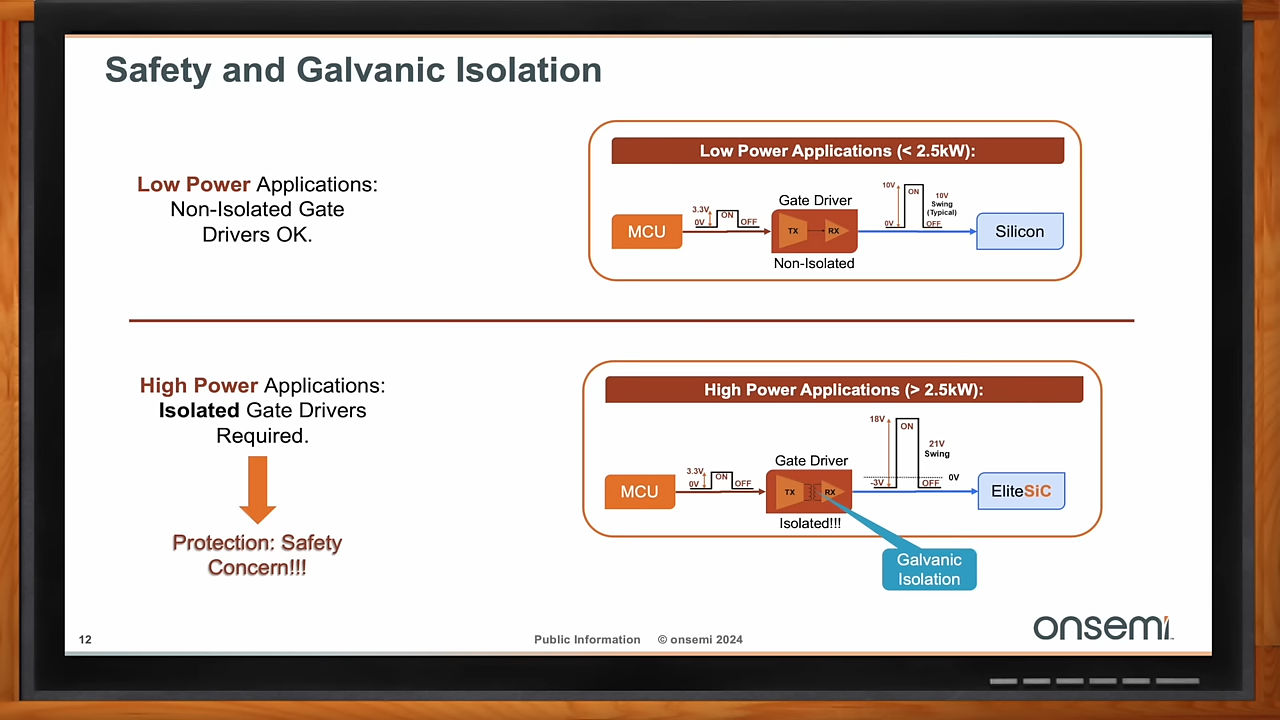 Safety and Galvanic Isolation
Low Power Applications:
Non-Isolated Gate
Drivers OK.
Low Power Applications (< 2.5kW):
MCU
3.3V
0V
ON
OFF
Gate Driver
TX
RX
Non-Isolated
10V
0V
ON
OFF
10V
Swing
(Typical)
Silicon
High Power Applications:
Isolated Gate Drivers
Required.
Protection: Safety
Concern!!!
High Power Applications (> 2.5kW):
MCU
3.3V
0V
ON
OFF
Gate Driver
TX
RX
Isolated!!!
18V
-3V
ON
OFF
21V
Swing
0V
EliteSiC
Galvanic
Isolation
12
Public Information © onsemi 2024
onsemi